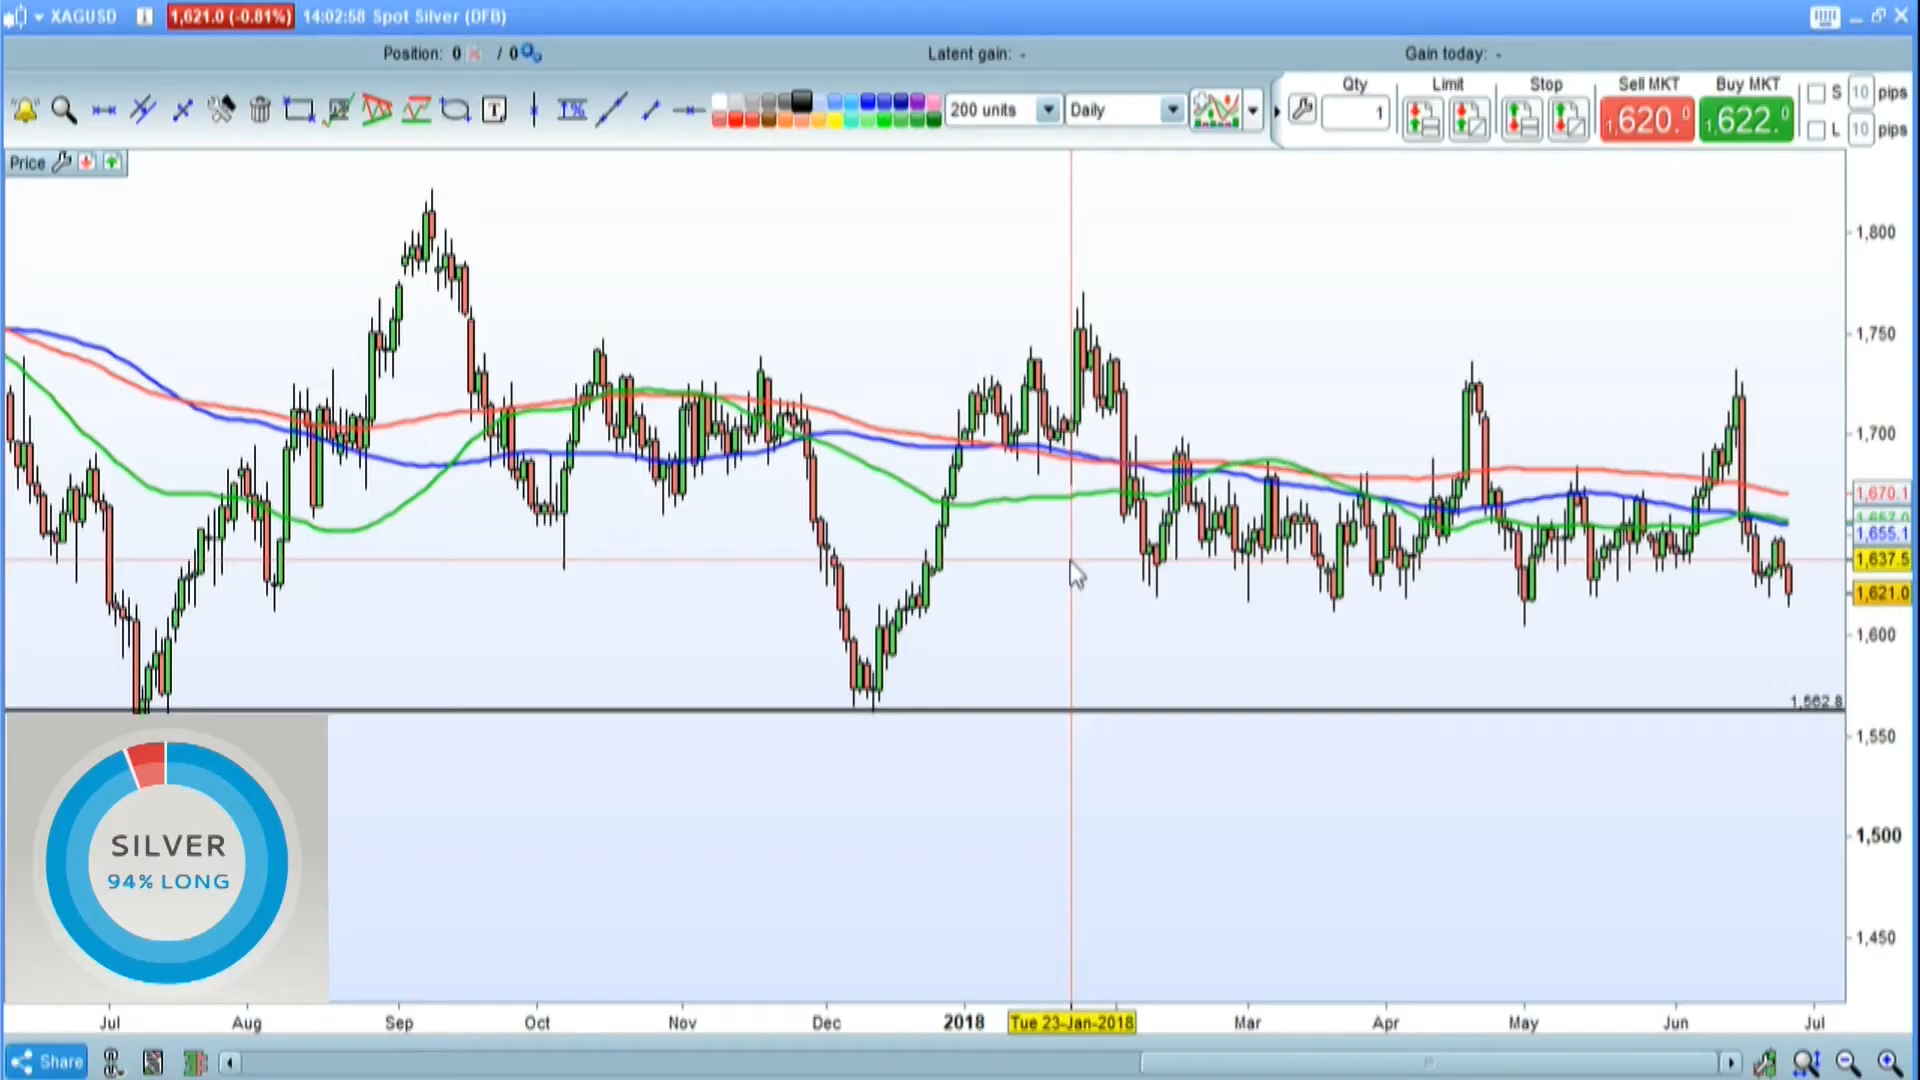 XAGUSD 1,621.0 (-0.81%) 14:02:58 Spot Silver (DFB)
Position: 0 / 0 Latent gain: - Gain today: -
Qty Limit Stop Sell MKT Buy MKT
S 10 pips
200 units Daily 1 1,620.0 1,622.0
L 10 pips
Price
1,800
1,750
1,700
1,670.1
1,657.0
1,655.1
1,637.5
1,621.0
1,600
1,562.8
1,550
1,500
1,450
SILVER
94% LONG
Jul Aug Sep Oct Nov Dec 2018 Tue 23-Jan-2018 Mar Apr May Jun Jul
Share